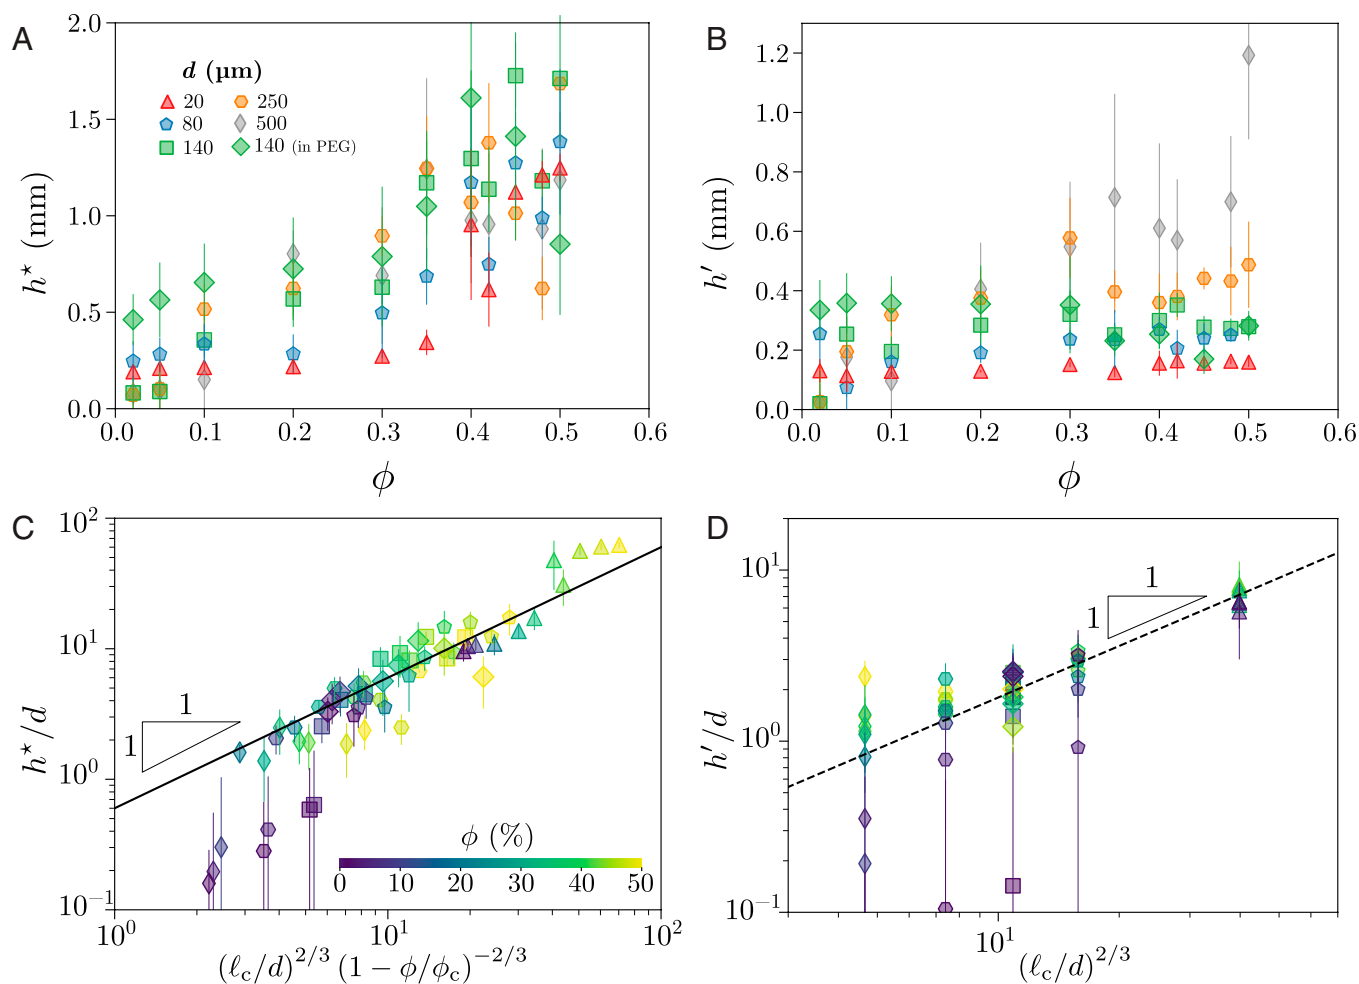 A
2.0
1.5
1.0
0.5
0.0
h* (mm)
d (μm)
20 250
80 500
140 140 (in PEG)
0.0 0.1 0.2 0.3 0.4 0.5 0.6
ϕ
B
1.2
1.0
0.8
0.6
0.4
0.2
0.0
h′ (mm)
0.0 0.1 0.2 0.3 0.4 0.5 0.6
ϕ
C
10²
10¹
10⁰
10⁻¹
h*/d
1
1
ϕ (%)
0 10 20 30 40 50
10⁰ 10¹ 10²
(ℓc/d)^2/3 (1 − ϕ/ϕc)^−2/3
D
10¹
10⁰
10⁻¹
h′/d
1
1
10¹
(ℓc/d)^2/3